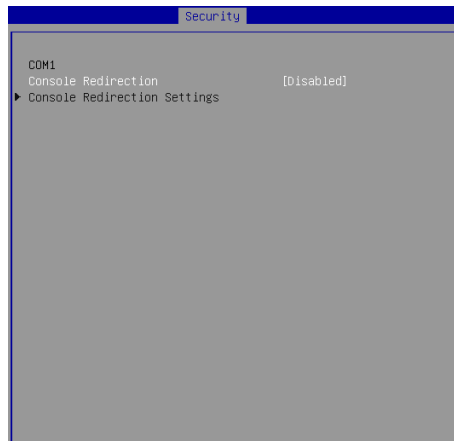 Security
COM1
Console Redirection [Disabled]
Console Redirection Settings